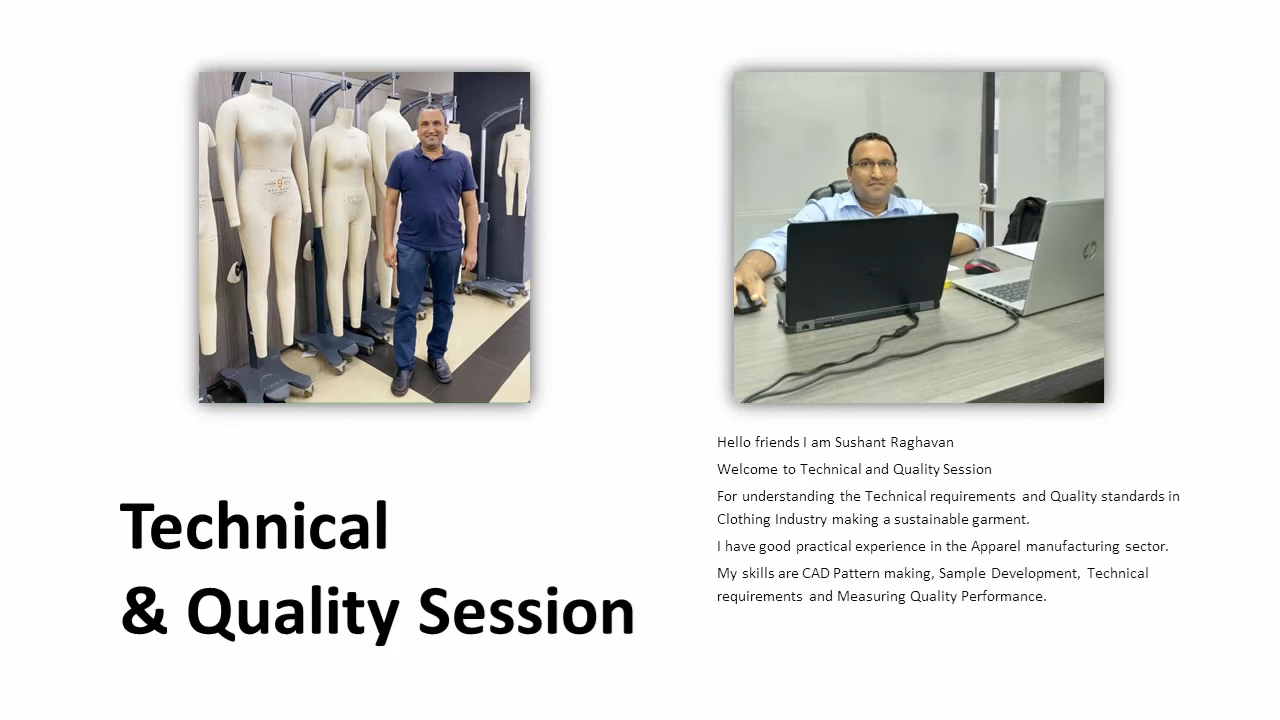 Hello friends I am Sushant Raghavan
Welcome to Technical and Quality Session
For understanding the Technical requirements and Quality standards in
Clothing Industry making a sustainable garment.
I have good practical experience in the Apparel manufacturing sector.
My skills are CAD Pattern making, Sample Development, Technical
requirements and Measuring Quality Performance.
Technical
& Quality Session